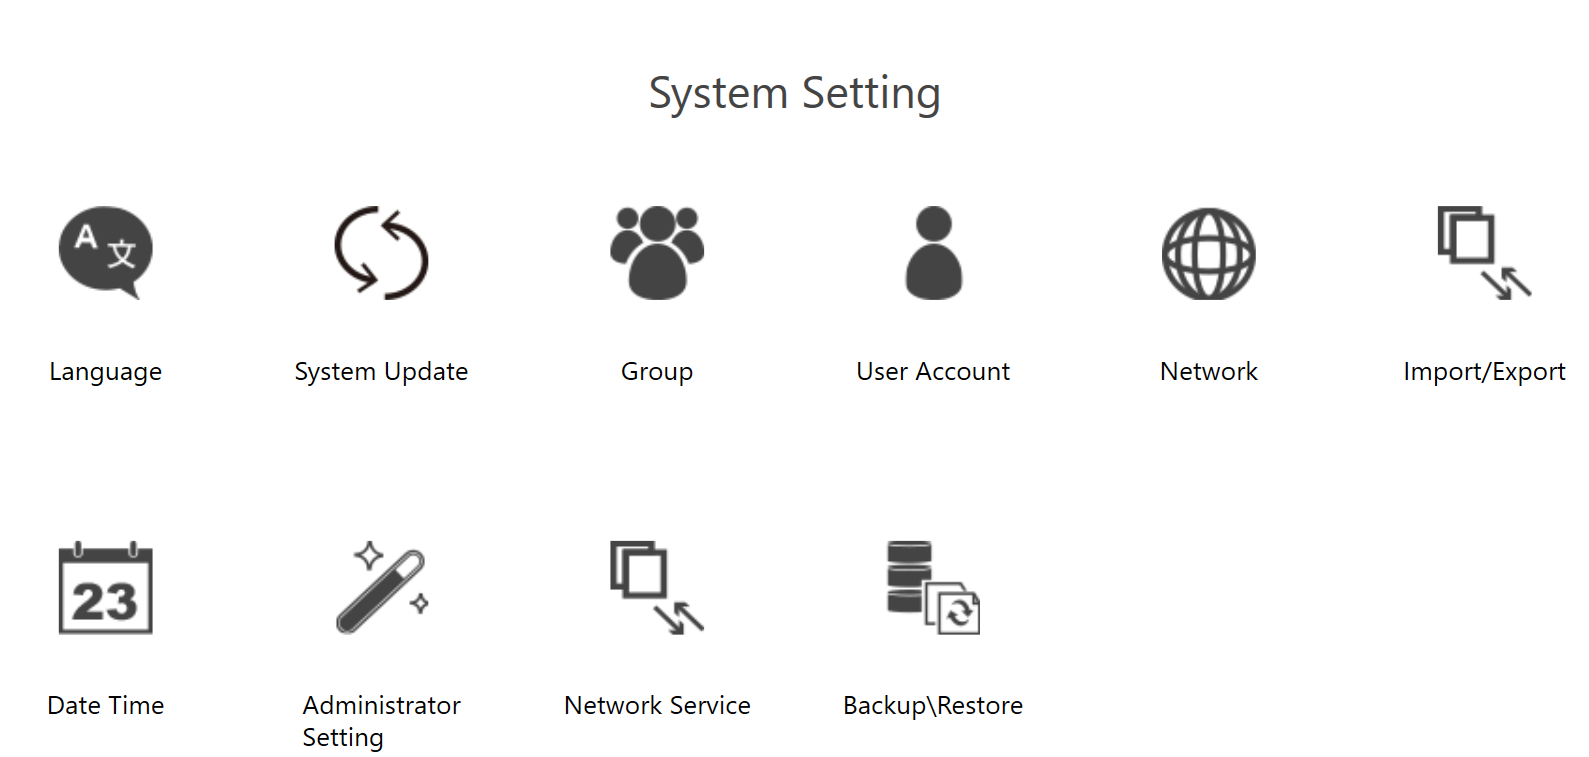 System Setting
A 文
Language
System Update
Group
User Account
Network
Import/Export
23
Date Time
Administrator
Setting
Network Service
Backup\Restore